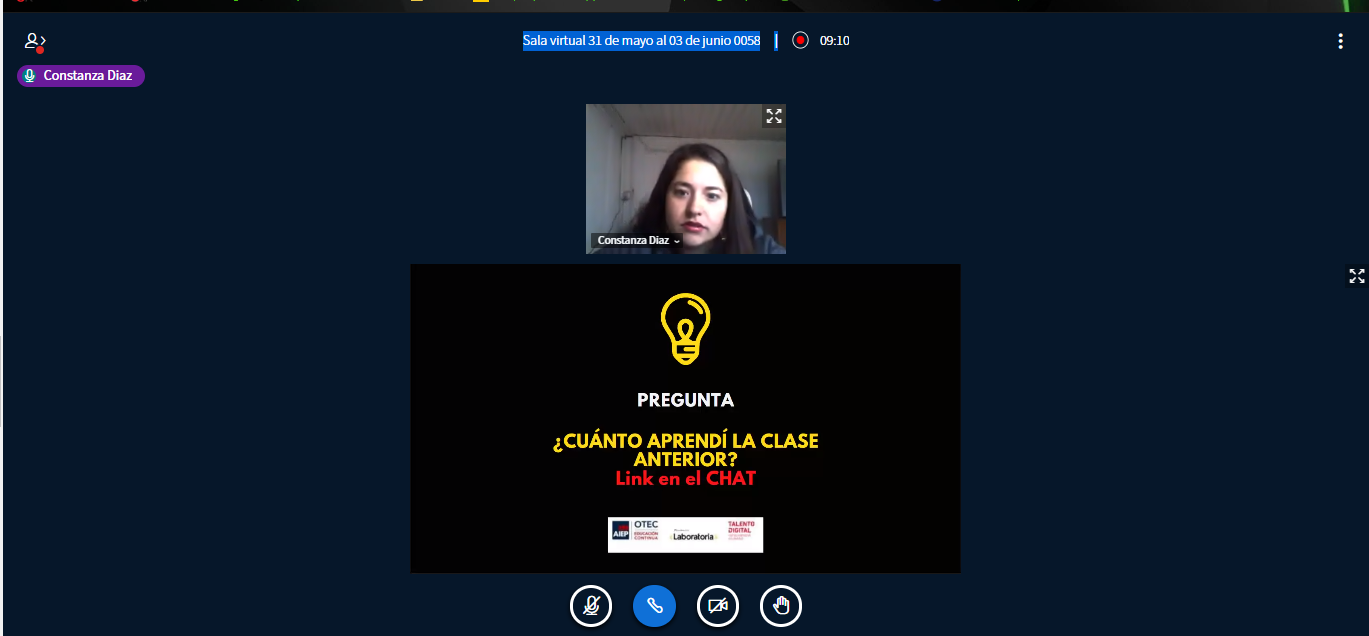 Sala virtual 31 de mayo al 03 de junio 0058
09:10
Constanza Diaz
Constanza Diaz
PREGUNTA
¿CUÁNTO APRENDÍ LA CLASE
ANTERIOR?
Link en el CHAT
AIEP
OTEC
EDUCACIÓN
CONTINUA
Laboratoria
TALENTO
DIGITAL